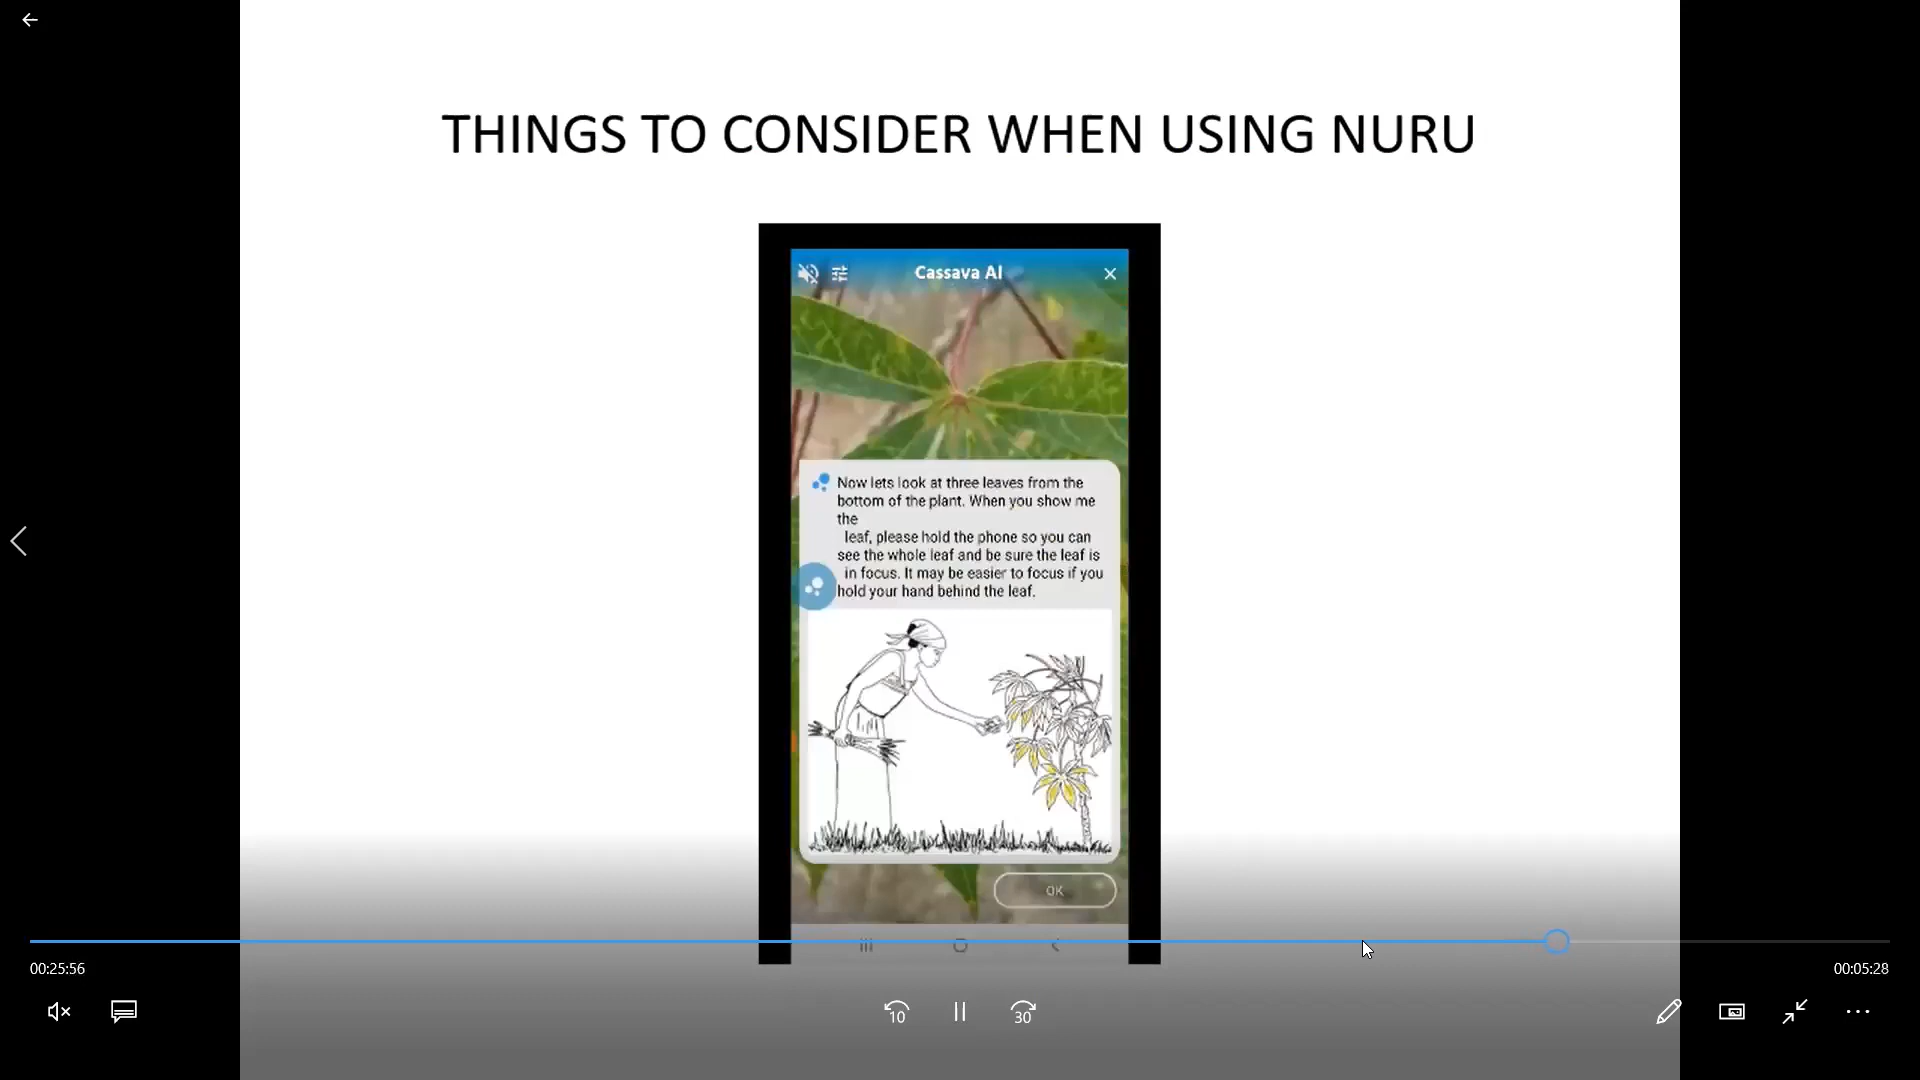 THINGS TO CONSIDER WHEN USING NURU
Cassava AI
Now lets look at three leaves from the
bottom of the plant. When you show me
the
leaf, please hold the phone so you can
see the whole leaf and be sure the leaf is
in focus. It may be easier to focus if you
hold your hand behind the leaf.
OK
00:25:56
00:05:28
10
30